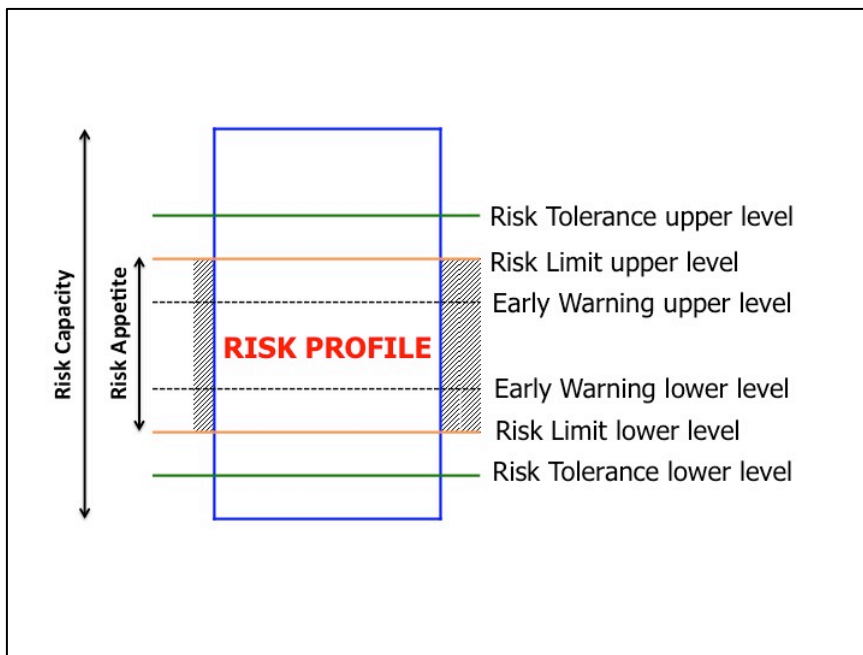 Risk Capacity
Risk Appetite
Risk Tolerance upper level
Risk Limit upper level
Early Warning upper level
RISK PROFILE
Early Warning lower level
Risk Limit lower level
Risk Tolerance lower level